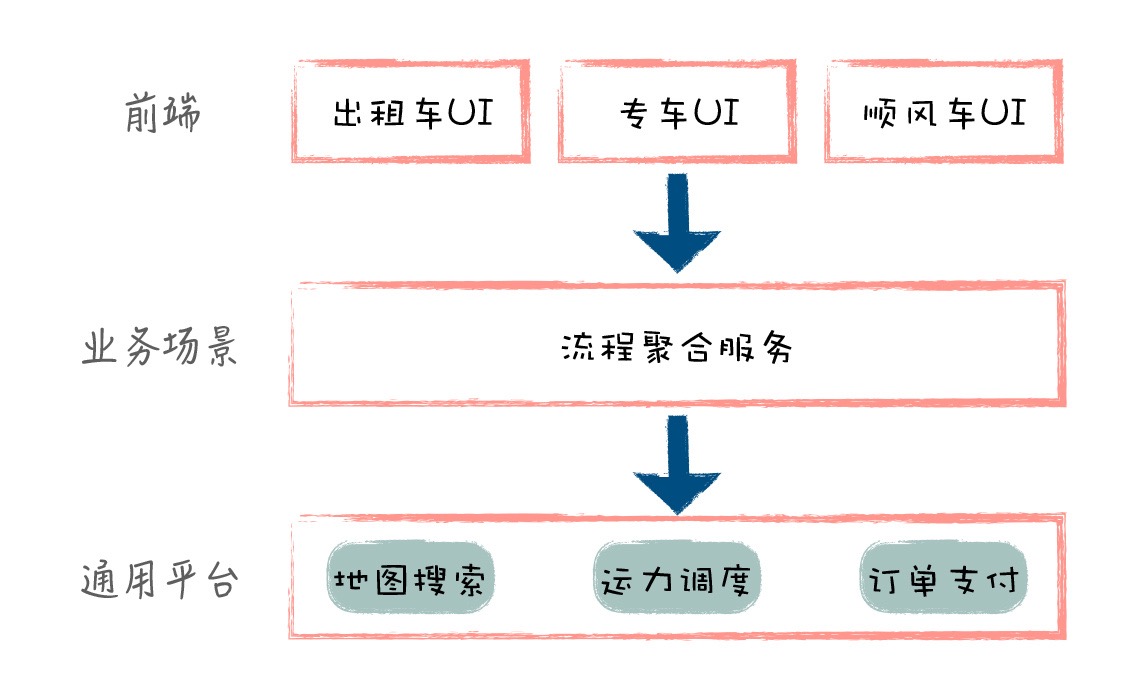 前端
出租车UI
专车UI
顺风车UI
业务场景
流程聚合服务
通用平台
地图搜索
运力调度
订单支付